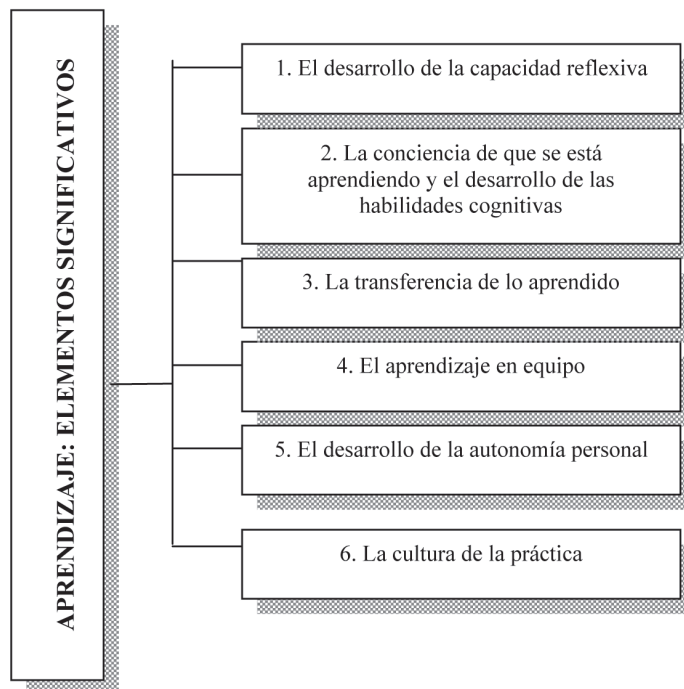 APRENDIZAJE: ELEMENTOS SIGNIFICATIVOS
1. El desarrollo de la capacidad reflexiva
2. La conciencia de que se está
aprendiendo y el desarrollo de las
habilidades cognitivas
3. La transferencia de lo aprendido
4. El aprendizaje en equipo
5. El desarrollo de la autonomía personal
6. La cultura de la práctica